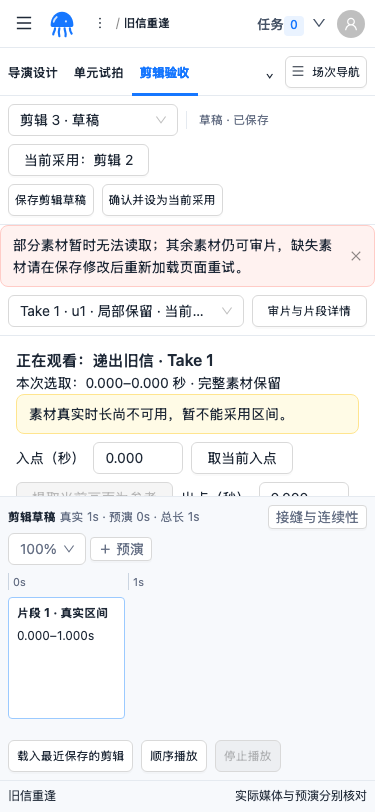 / 旧信重逢
任务 0
导演设计 单元试拍 剪辑验收 场次导航
剪辑 3 · 草稿 草稿 · 已保存
当前采用：剪辑 2
保存剪辑草稿 确认并设为当前采用
部分素材暂时无法读取；其余素材仍可审片，缺失素
材请在保存修改后重新加载页面重试。
Take 1 · u1 · 局部保留 · 当前... 审片与片段详情
正在观看：递出旧信 · Take 1
本次选取：0.000–0.000 秒 · 完整素材保留
素材真实时长尚不可用，暂不能采用区间。
入点（秒） 0.000 取当前入点
剪辑草稿 真实 1s · 预演 0s · 总长 1s 接缝与连续性
100% + 预演
0s 1s
片段 1 · 真实区间
0.000–1.000s
载入最近保存的剪辑 顺序播放 停止播放
旧信重逢 实际媒体与预演分别核对